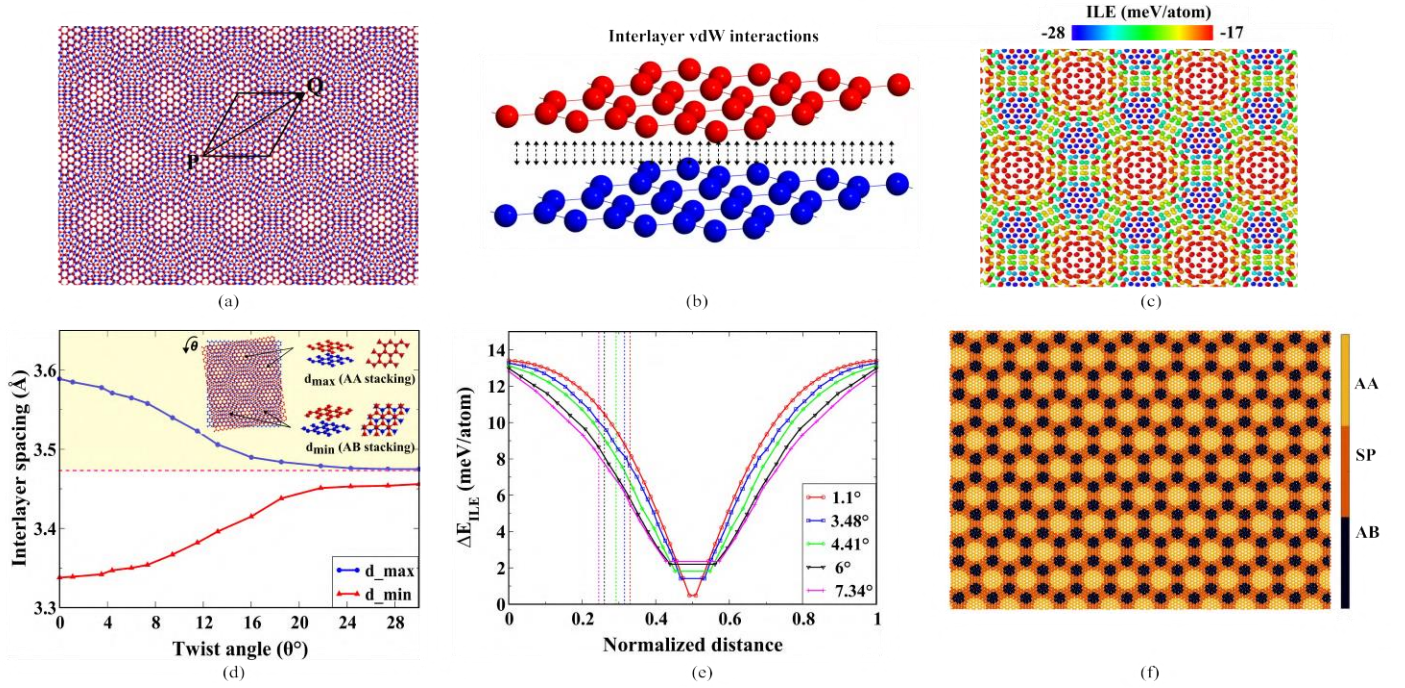 P
Q
(a)
Interlayer vdW interactions
(b)
ILE (meV/atom)
-28
-17
(c)
Interlayer spacing (Å)
3.6
3.5
3.4
3.3
0
4
8
12
16
20
24
28
Twist angle (θ°)
θ
d_max (AA stacking)
d_min (AB stacking)
d_max
d_min
(d)
ΔE_ILE (meV/atom)
14
12
10
8
6
4
2
0
0
0.2
0.4
0.6
0.8
1
Normalized distance
1.1°
3.48°
4.41°
6°
7.34°
(e)
AA
SP
AB
(f)